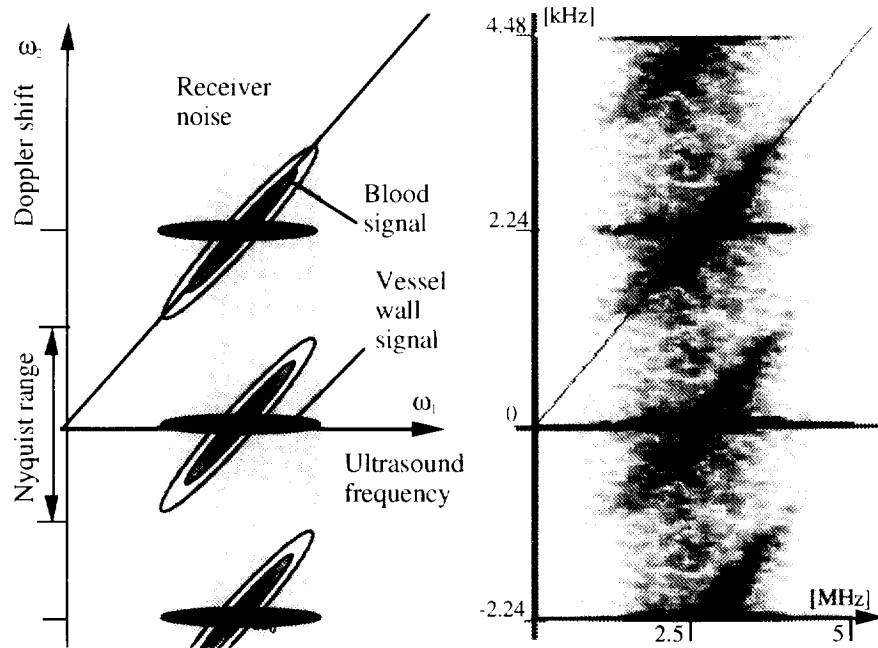 ω₂
Doppler shift
Nyquist range
Receiver
noise
Blood
signal
Vessel
wall
signal
ω₁
Ultrasound
frequency
4.48
[kHz]
2.24
0
-2.24
[MHz]
2.5
5